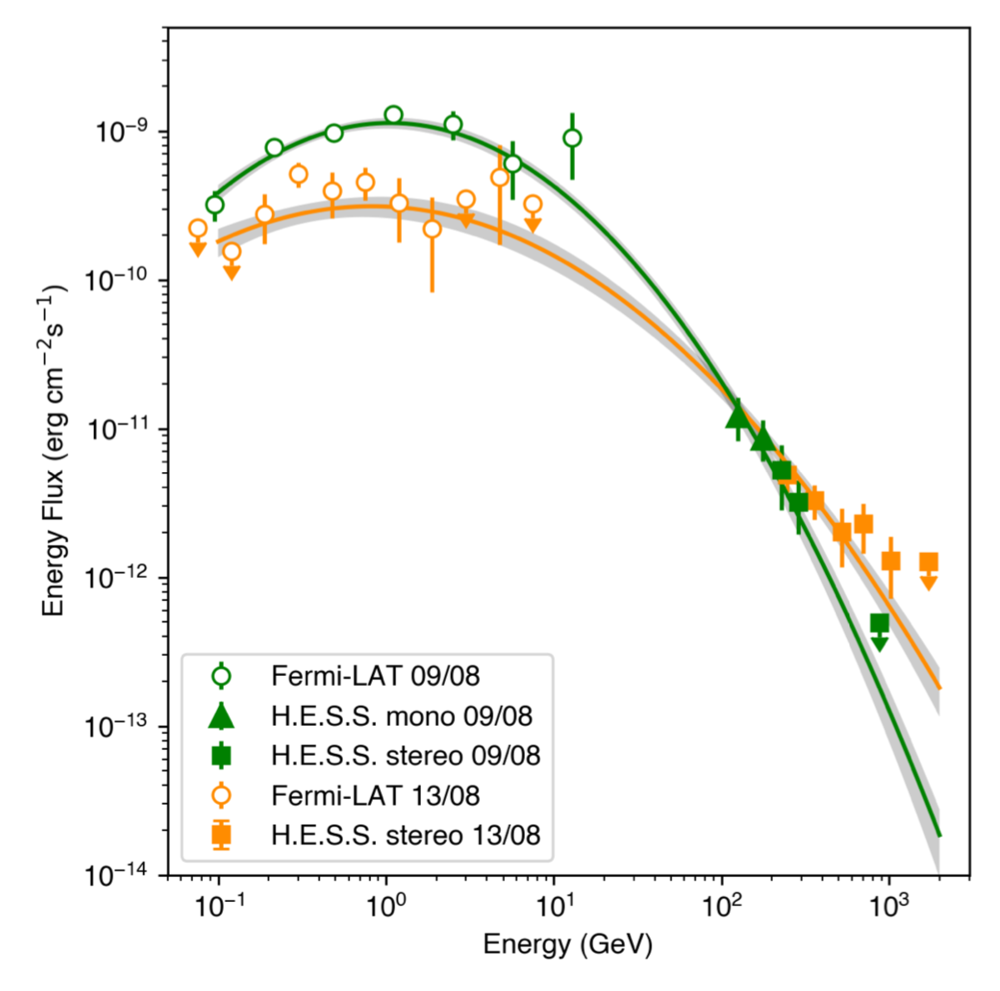 10⁻⁹
10⁻¹⁰
10⁻¹¹
10⁻¹²
10⁻¹³
10⁻¹⁴
Energy Flux (erg cm⁻²s⁻¹)
Fermi-LAT 09/08
H.E.S.S. mono 09/08
H.E.S.S. stereo 09/08
Fermi-LAT 13/08
H.E.S.S. stereo 13/08
10⁻¹ 10⁰ 10¹ 10² 10³
Energy (GeV)